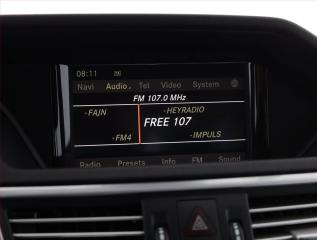 08:11
Navi Audio Tel Video System
FM 107.0 MHz
-FAJN -HEYRADIO
FREE 107
-FM4 -IMPULS
Radio Presets Info FM Sound